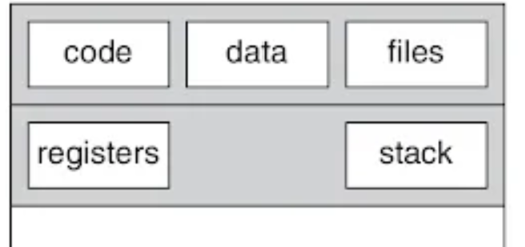 code data files
registers stack